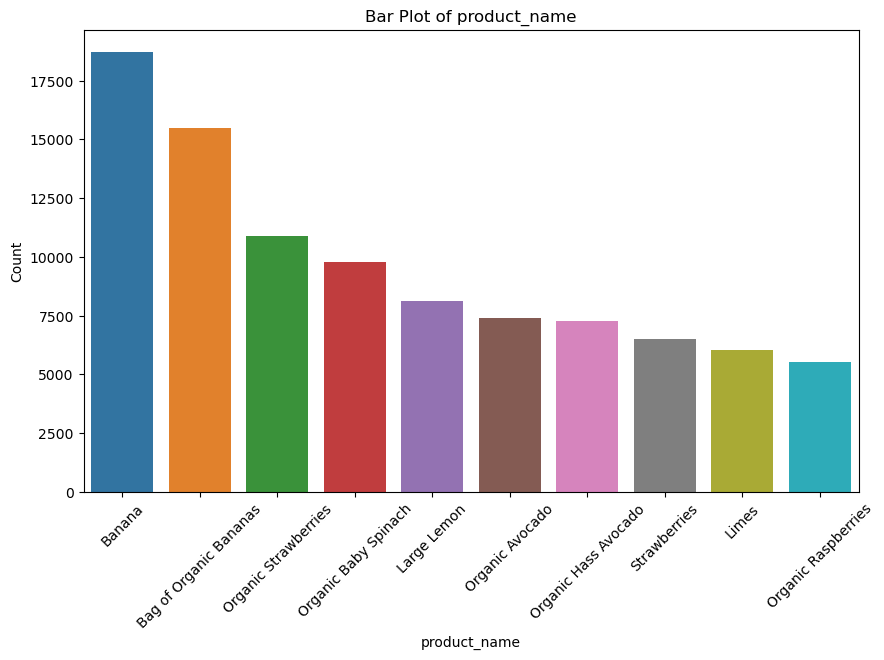 Bar Plot of product_name
Count
17500
15000
12500
10000
7500
5000
2500
0
Banana
Bag of Organic Bananas
Organic Strawberries
Organic Baby Spinach
Large Lemon
Organic Avocado
Organic Hass Avocado
Strawberries
Limes
Organic Raspberries
product_name